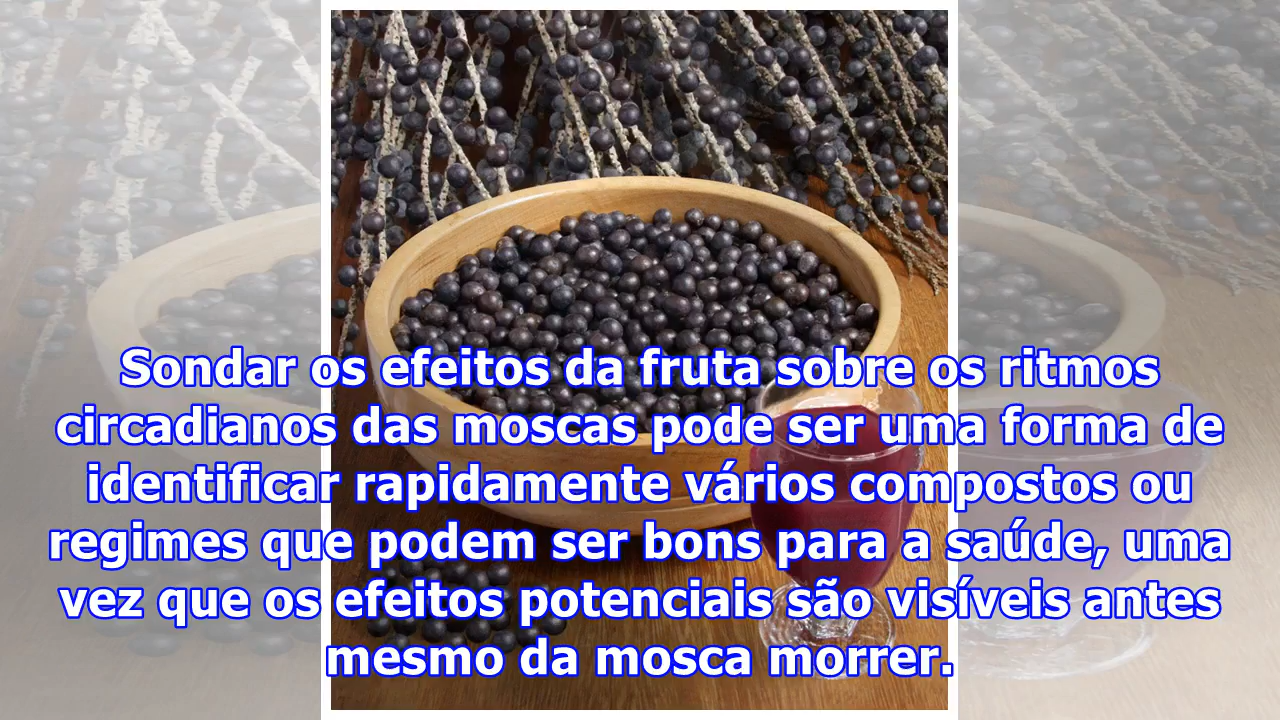 Sondar os efeitos da fruta sobre os ritmos
circadianos das moscas pode ser uma forma de
identificar rapidamente vários compostos ou
regimes que podem ser bons para a saúde, uma
vez que os efeitos potenciais são visíveis antes
mesmo da mosca morrer.